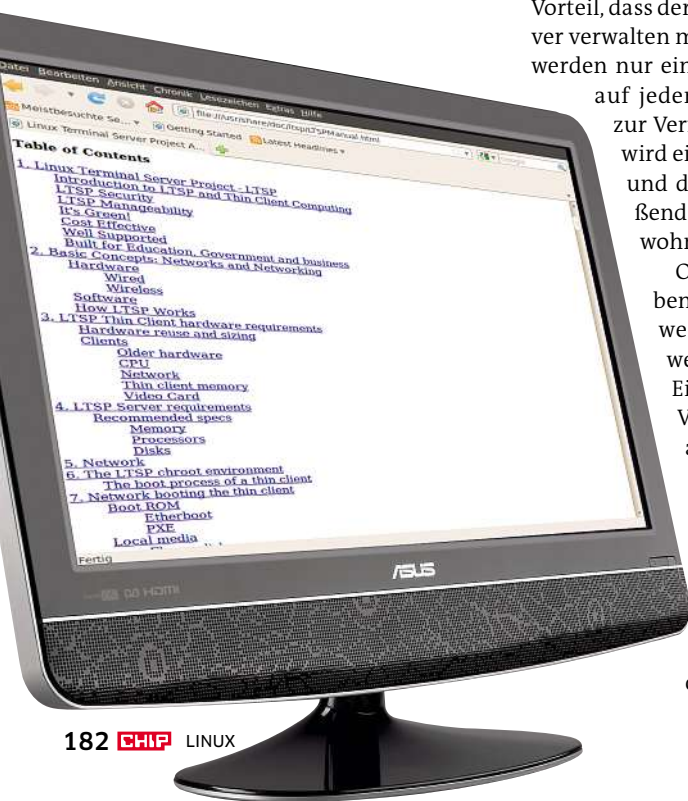 Datei Bearbeiten Ansicht Chronik Lesezeichen Extras Hilfe
file:///usr/share/doc/ltsp/LTSPManual.html
Meistbesuchte Se...
Getting Started
Latest Headlines
Linux Terminal Server Project A...
Table of Contents
1. Linux Terminal Server Project - LTSP
Introduction to LTSP and Thin Client Computing
LTSP Security
LTSP Manageability
It's Green!
Cost Effective
Well Supported
Built for Education, Government and business
2. Basic Concepts: Networks and Networking
Hardware
Wired
Wireless
Software
How LTSP Works
3. LTSP Thin Client hardware requirements
Hardware reuse and sizing
Clients
Older hardware
CPU
Network
Thin client memory
Video Card
4. LTSP Server requirements
Recommended specs
Memory
Processors
Disks
5. Network
6. The LTSP chroot environment
The boot process of a thin client
7. Network booting the thin client
Boot ROM
Etherboot
PXE
Local media
Fertig
ASUS
HDMI
Vorteil, dass der
ver verwalten m
werden nur ein
auf jeder
zur Ver
wird ei
und d
ßend
wohn
ben
we
we
Ei
V
a
182 CHIP LINUX